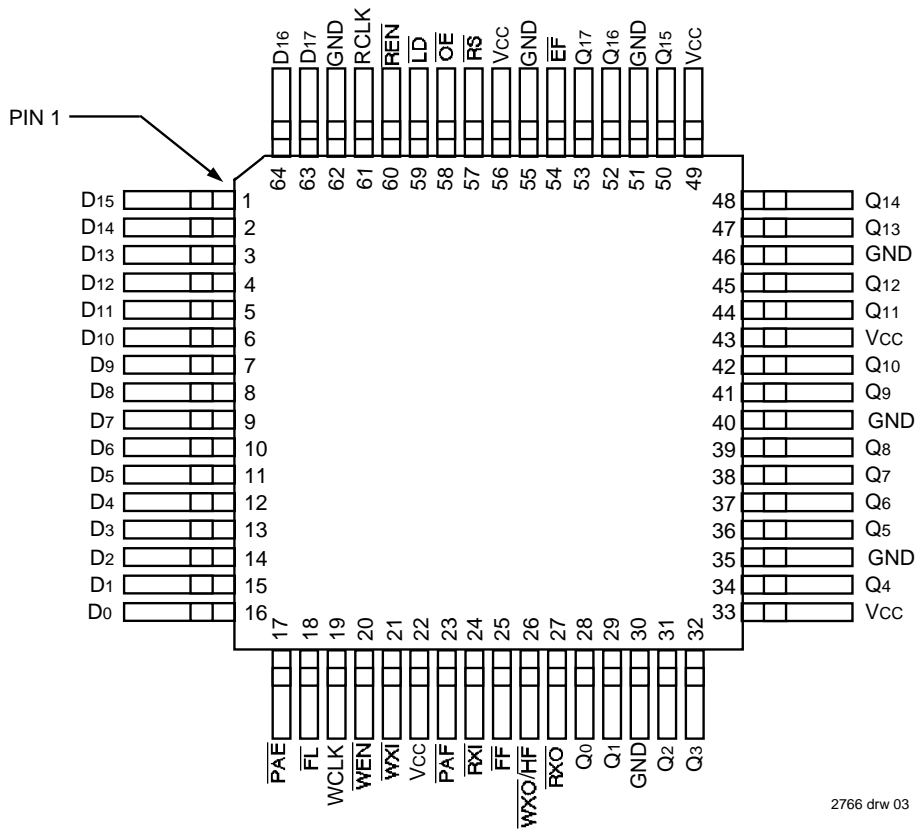 D16 D17 GND RCLK REN LD OE RS VCC GND EF Q17 Q16 GND Q15 VCC
PIN 1
64 63 62 61 60 59 58 57 56 55 54 53 52 51 50 49
D15 1 48 Q14
D14 2 47 Q13
D13 3 46 GND
D12 4 45 Q12
D11 5 44 Q11
D10 6 43 VCC
D9 7 42 Q10
D8 8 41 Q9
D7 9 40 GND
D6 10 39 Q8
D5 11 38 Q7
D4 12 37 Q6
D3 13 36 Q5
D2 14 35 GND
D1 15 34 Q4
D0 16 33 VCC
17 18 19 20 21 22 23 24 25 26 27 28 29 30 31 32
PAE FL WCLK WEN WXI VCC PAF RXI FF WXO/HF RXO Q0 Q1 GND Q2 Q3
2766 drw 03